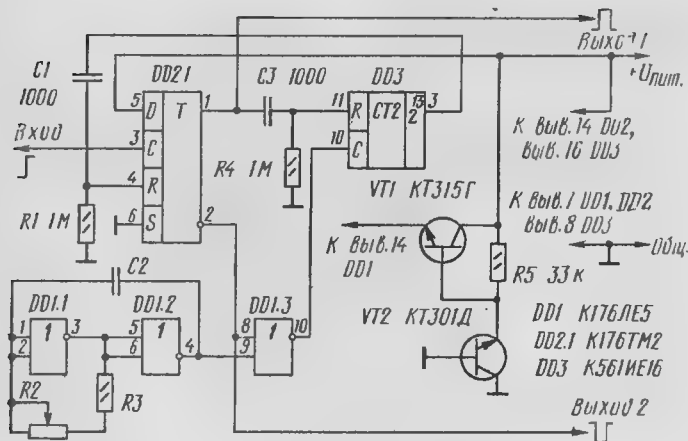 Выход 1
+Uпит.
C1
1000
DD2.1
C3 1000
DD3
5 D T 1
11 R CT2 13 3
2
10 C
К выв. 14 DD2,
выв. 16 DD3
Вход
3 C
4 R
R4 1М
VT1 КТ315Г
К выв. 1 DD1, DD2,
выв. 8 DD3
R1 1М
6 S
2
К выв. 14
DD1
Общ.
R5 33к
C2
DD1.1
DD1.2
DD1.3
VT2 КТ301Д
1 1 3
2
5 1 4
6
8 1 10
9
DD1 К176ЛЕ5
DD2.1 К176ТМ2
DD3 К561ИЕ16
R2
R3
Выход 2